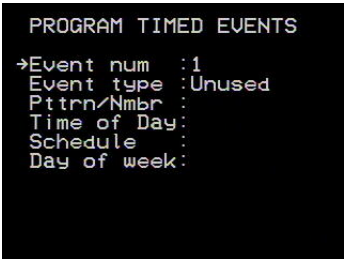 PROGRAM TIMED EVENTS
→Event num :1
Event type :Unused
Pttrn/Nmbr :
Time of Day:
Schedule :
Day of week: